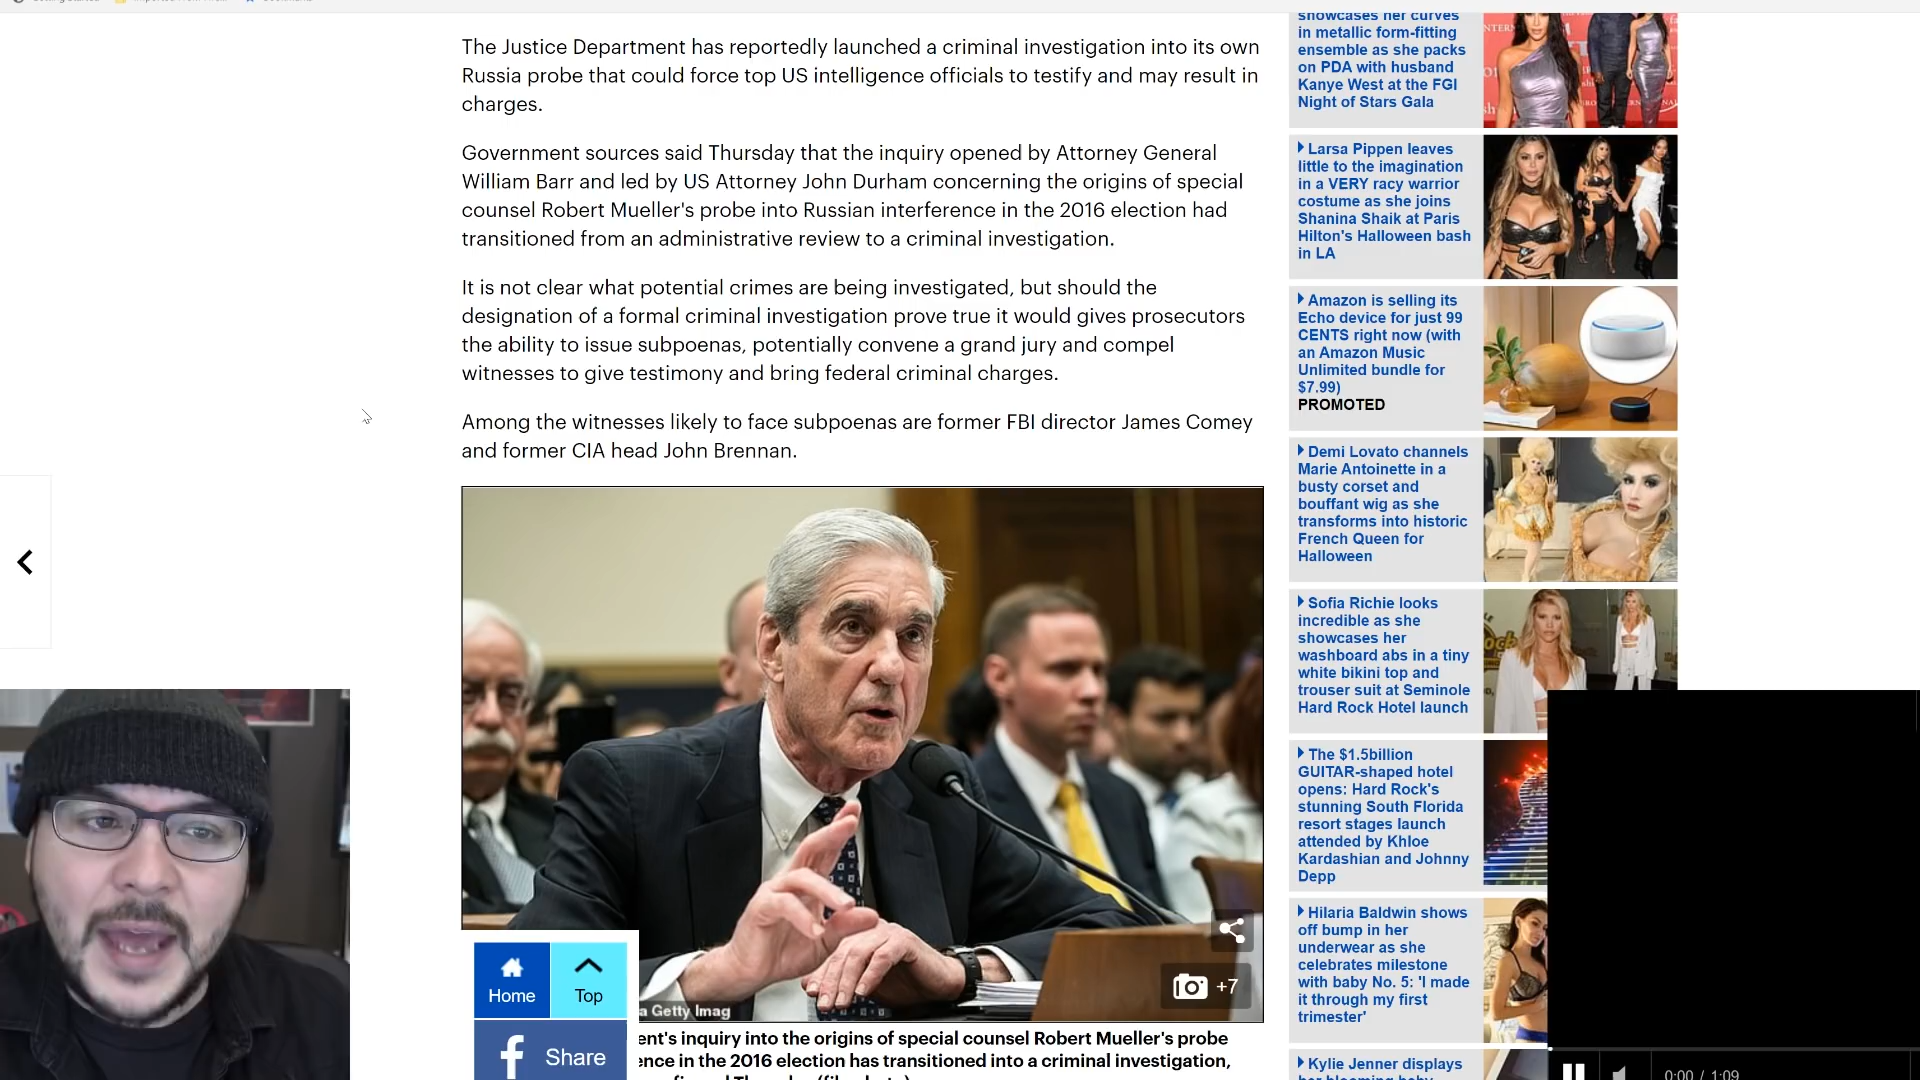 The Justice Department has reportedly launched a criminal investigation into its own
Russia probe that could force top US intelligence officials to testify and may result in
charges.
Government sources said Thursday that the inquiry opened by Attorney General
William Barr and led by US Attorney John Durham concerning the origins of special
counsel Robert Mueller's probe into Russian interference in the 2016 election had
transitioned from an administrative review to a criminal investigation.
It is not clear what potential crimes are being investigated, but should the
designation of a formal criminal investigation prove true it would gives prosecutors
the ability to issue subpoenas, potentially convene a grand jury and compel
witnesses to give testimony and bring federal criminal charges.
Among the witnesses likely to face subpoenas are former FBI director James Comey
and former CIA head John Brennan.
+7
a Getty Imag
Home
Top
Share
ent's inquiry into the origins of special counsel Robert Mueller's probe
ence in the 2016 election has transitioned into a criminal investigation,
showcases her curves
in metallic form-fitting
ensemble as she packs
on PDA with husband
Kanye West at the FGI
Night of Stars Gala
Larsa Pippen leaves
little to the imagination
in a VERY racy warrior
costume as she joins
Shanina Shaik at Paris
Hilton's Halloween bash
in LA
Amazon is selling its
Echo device for just 99
CENTS right now (with
an Amazon Music
Unlimited bundle for
$7.99)
PROMOTED
Demi Lovato channels
Marie Antoinette in a
busty corset and
bouffant wig as she
transforms into historic
French Queen for
Halloween
Sofia Richie looks
incredible as she
showcases her
washboard abs in a tiny
white bikini top and
trouser suit at Seminole
Hard Rock Hotel launch
The $1.5billion
GUITAR-shaped hotel
opens: Hard Rock's
stunning South Florida
resort stages launch
attended by Khloe
Kardashian and Johnny
Depp
Hilaria Baldwin shows
off bump in her
underwear as she
celebrates milestone
with baby No. 5: 'I made
it through my first
trimester'
Kylie Jenner displays
0:00 / 1:09